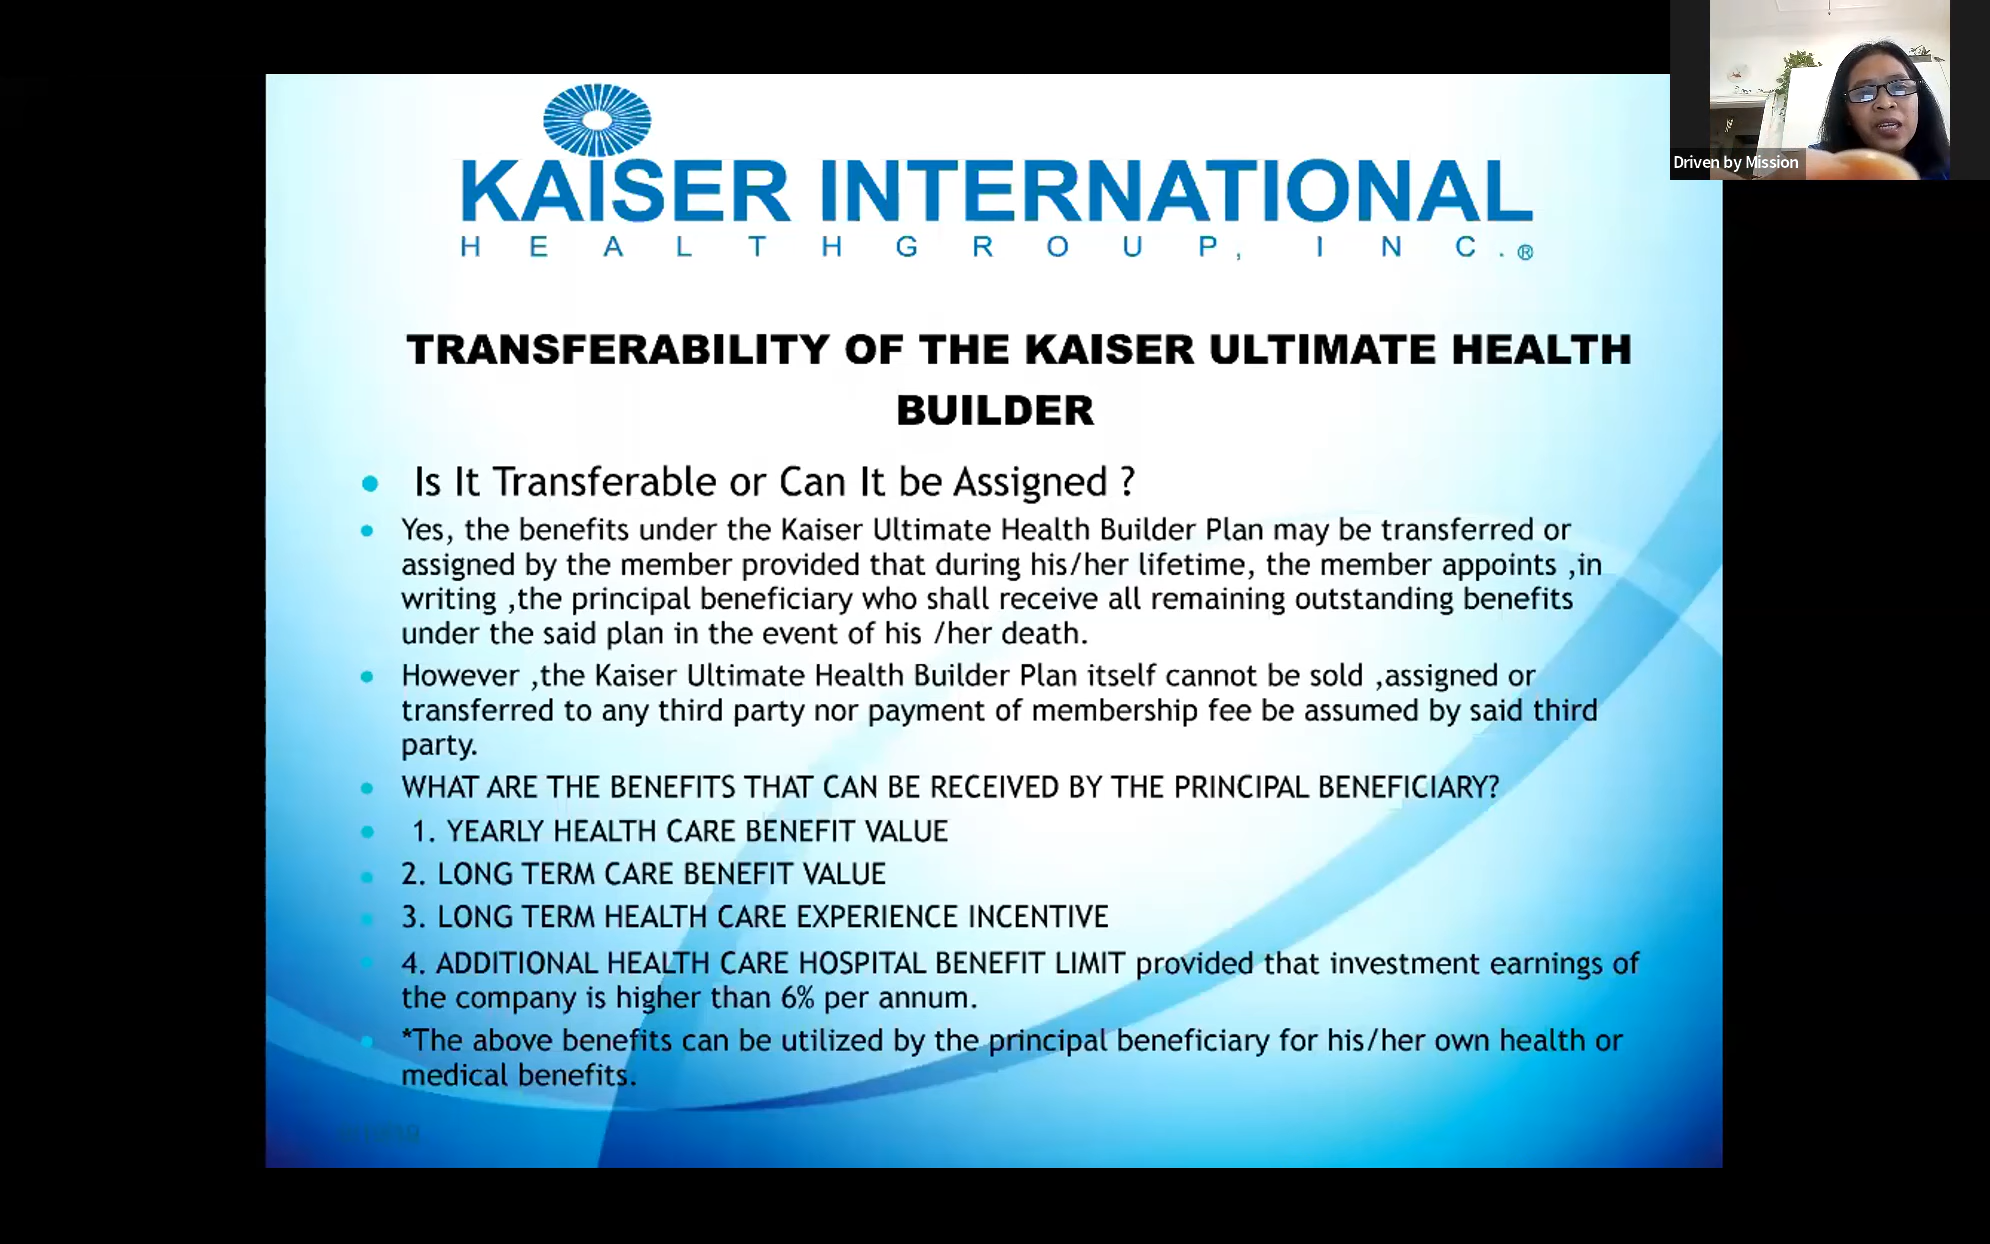 KAISER INTERNATIONAL
HEALTHGROUP, INC.®
Driven by Mission
TRANSFERABILITY OF THE KAISER ULTIMATE HEALTH
BUILDER
Is It Transferable or Can It be Assigned ?
Yes, the benefits under the Kaiser Ultimate Health Builder Plan may be transferred or
assigned by the member provided that during his/her lifetime, the member appoints ,in
writing ,the principal beneficiary who shall receive all remaining outstanding benefits
under the said plan in the event of his /her death.
However ,the Kaiser Ultimate Health Builder Plan itself cannot be sold ,assigned or
transferred to any third party nor payment of membership fee be assumed by said third
party.
WHAT ARE THE BENEFITS THAT CAN BE RECEIVED BY THE PRINCIPAL BENEFICIARY?
1. YEARLY HEALTH CARE BENEFIT VALUE
2. LONG TERM CARE BENEFIT VALUE
3. LONG TERM HEALTH CARE EXPERIENCE INCENTIVE
4. ADDITIONAL HEALTH CARE HOSPITAL BENEFIT LIMIT provided that investment earnings of
the company is higher than 6% per annum.
*The above benefits can be utilized by the principal beneficiary for his/her own health or
medical benefits.